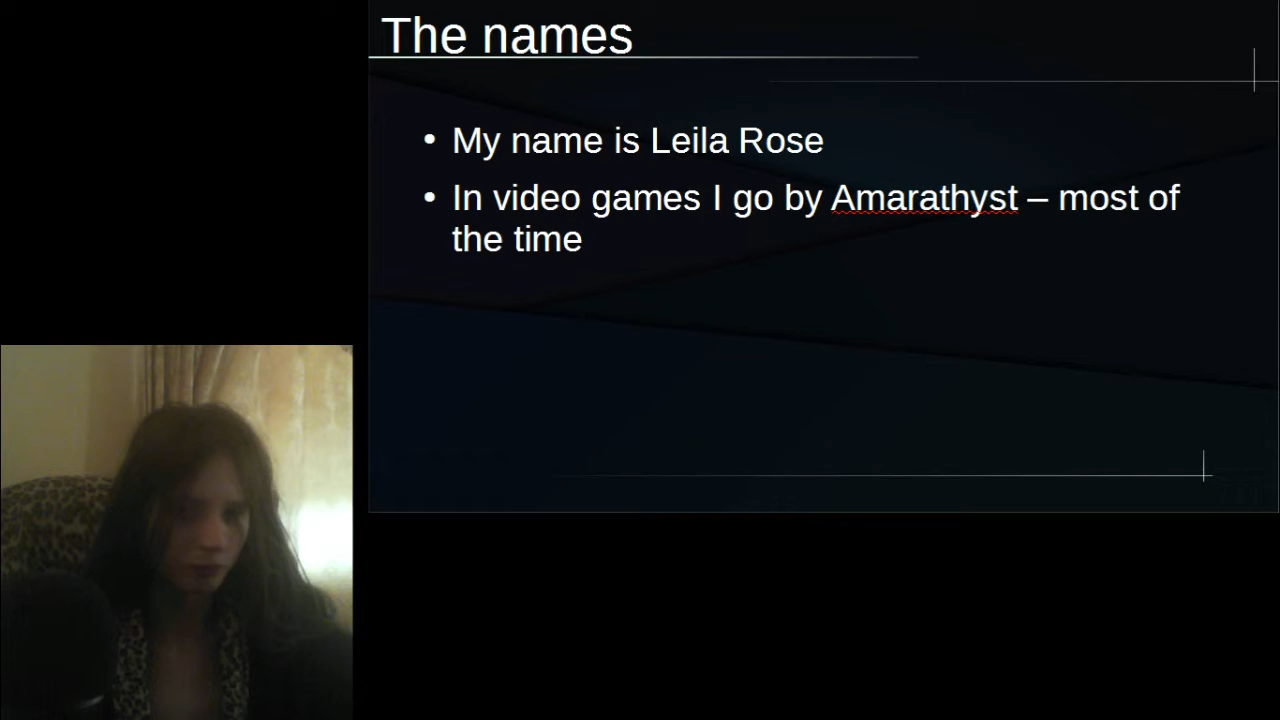 The names
• My name is Leila Rose
• In video games I go by Amarathyst – most of
the time